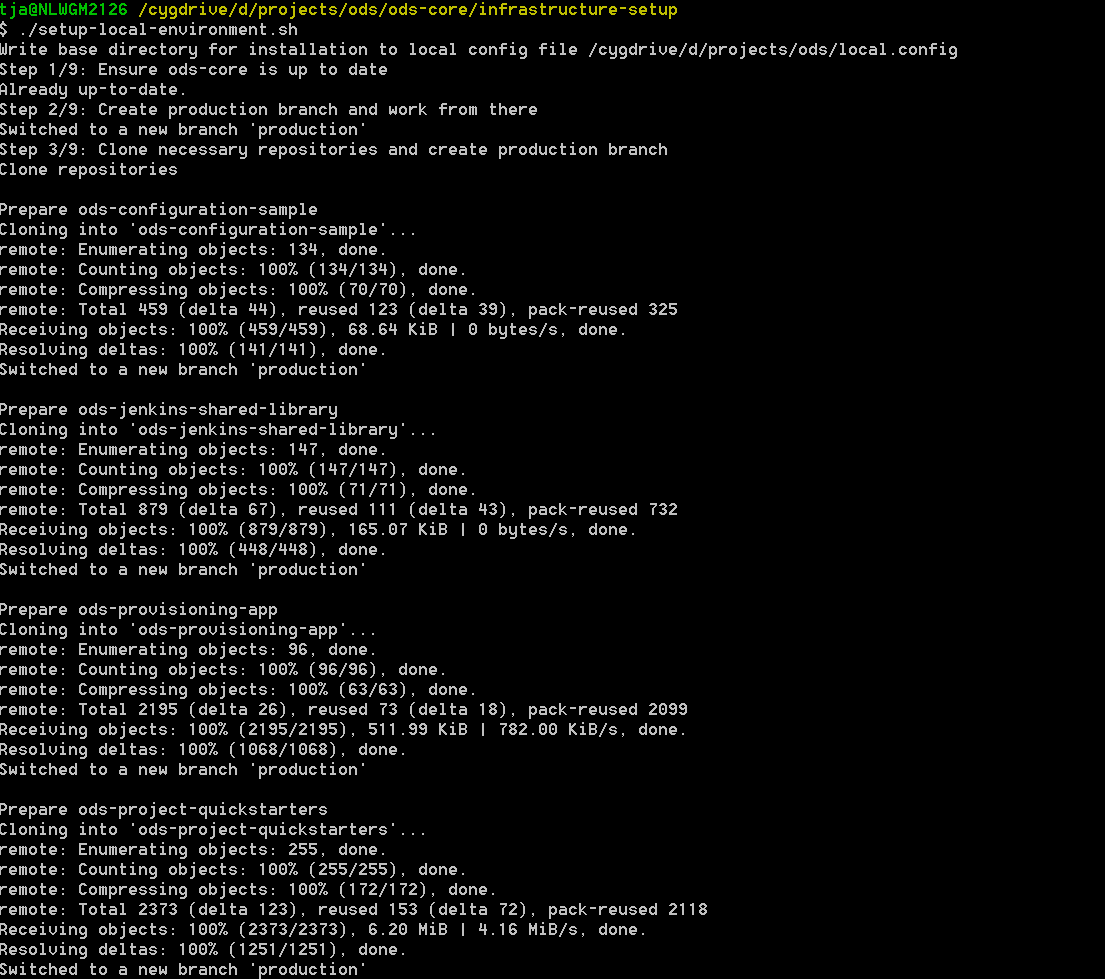 tja@NLWGM2126 /cygdrive/d/projects/ods/ods-core/infrastructure-setup
$ ./setup-local-environment.sh
Write base directory for installation to local config file /cygdrive/d/projects/ods/local.config
Step 1/9: Ensure ods-core is up to date
Already up-to-date.
Step 2/9: Create production branch and work from there
Switched to a new branch 'production'
Step 3/9: Clone necessary repositories and create production branch
Clone repositories

Prepare ods-configuration-sample
Cloning into 'ods-configuration-sample'...
remote: Enumerating objects: 134, done.
remote: Counting objects: 100% (134/134), done.
remote: Compressing objects: 100% (70/70), done.
remote: Total 459 (delta 44), reused 123 (delta 39), pack-reused 325
Receiving objects: 100% (459/459), 68.64 KiB | 0 bytes/s, done.
Resolving deltas: 100% (141/141), done.
Switched to a new branch 'production'

Prepare ods-jenkins-shared-library
Cloning into 'ods-jenkins-shared-library'...
remote: Enumerating objects: 147, done.
remote: Counting objects: 100% (147/147), done.
remote: Compressing objects: 100% (71/71), done.
remote: Total 879 (delta 67), reused 111 (delta 43), pack-reused 732
Receiving objects: 100% (879/879), 165.07 KiB | 0 bytes/s, done.
Resolving deltas: 100% (448/448), done.
Switched to a new branch 'production'

Prepare ods-provisioning-app
Cloning into 'ods-provisioning-app'...
remote: Enumerating objects: 96, done.
remote: Counting objects: 100% (96/96), done.
remote: Compressing objects: 100% (63/63), done.
remote: Total 2195 (delta 26), reused 73 (delta 18), pack-reused 2099
Receiving objects: 100% (2195/2195), 511.99 KiB | 782.00 KiB/s, done.
Resolving deltas: 100% (1068/1068), done.
Switched to a new branch 'production'

Prepare ods-project-quickstarters
Cloning into 'ods-project-quickstarters'...
remote: Enumerating objects: 255, done.
remote: Counting objects: 100% (255/255), done.
remote: Compressing objects: 100% (172/172), done.
remote: Total 2373 (delta 123), reused 153 (delta 72), pack-reused 2118
Receiving objects: 100% (2373/2373), 6.20 MiB | 4.16 MiB/s, done.
Resolving deltas: 100% (1251/1251), done.
Switched to a new branch 'production'